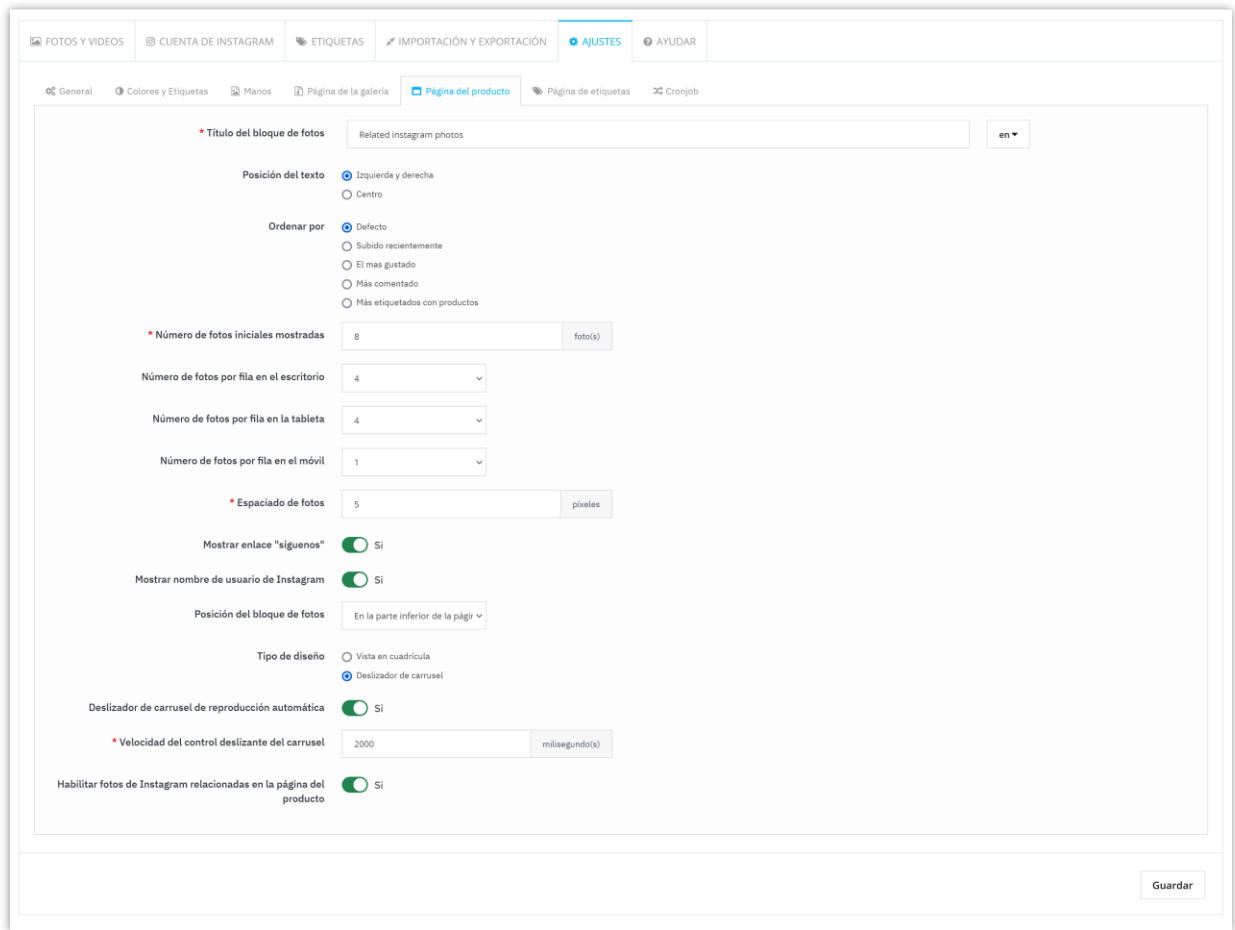 FOTOS Y VIDEOS CUENTA DE INSTAGRAM ETIQUETAS IMPORTACIÓN Y EXPORTACIÓN AJUSTES AYUDAR
General Colores y Etiquetas Manos Página de la galería Página del producto Página de etiquetas Cronjob
* Título del bloque de fotos Related instagram photos en
Posición del texto Izquierda y derecha
Centro
Ordenar por Defecto
Subido recientemente
El mas gustado
Más comentado
Más etiquetados con productos
* Número de fotos iniciales mostradas 8 foto(s)
Número de fotos por fila en el escritorio 4
Número de fotos por fila en la tableta 4
Número de fotos por fila en el móvil 1
* Espaciado de fotos 5 píxeles
Mostrar enlace "síguenos" Si
Mostrar nombre de usuario de Instagram Si
Posición del bloque de fotos En la parte inferior de la págir
Tipo de diseño Vista en cuadrícula
Deslizador de carrusel
Deslizador de carrusel de reproducción automática Si
* Velocidad del control deslizante del carrusel 2000 milisegundo(s)
Habilitar fotos de Instagram relacionadas en la página del Si
producto
Guardar